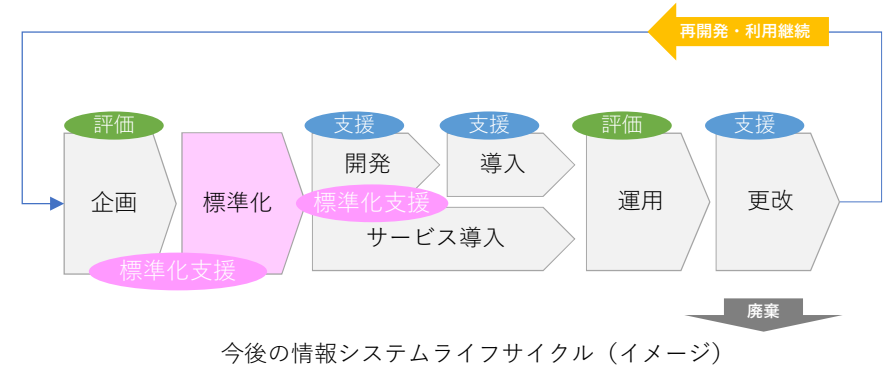 再開発・利用継続
評価
支援
支援
評価
支援
企画
標準化
開発
導入
標準化支援
サービス導入
運用
更改
標準化支援
廃棄
今後の情報システムライフサイクル（イメージ）